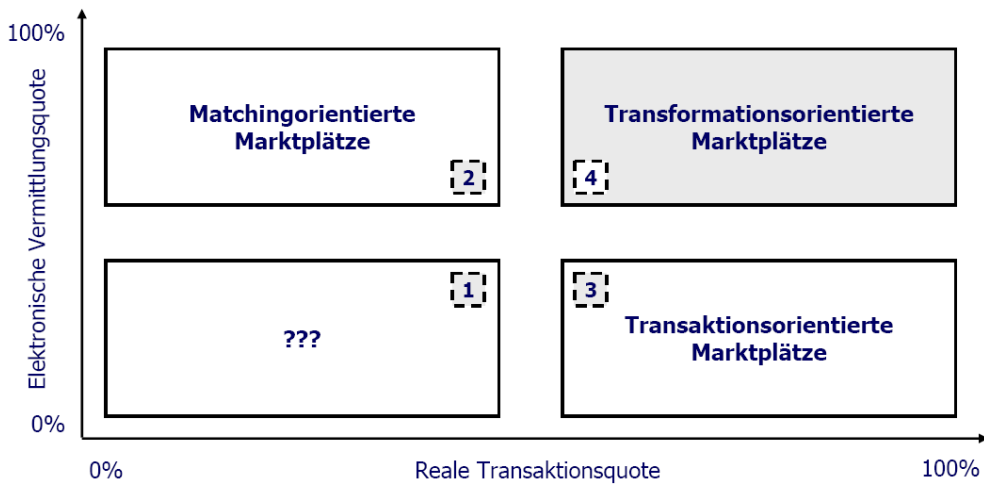 100%
Elektronische Vermittlungsquote
Matchingorientierte
Marktplätze
2
Transformationsorientierte
Marktplätze
4
???
1
3
Transaktionsorientierte
Marktplätze
0%
0%
Reale Transaktionsquote
100%